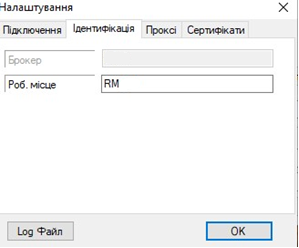 Налаштування
Підключення Ідентифікація Проксі Сертифікати
Брокер
Роб. місце RM
Log Файл OK